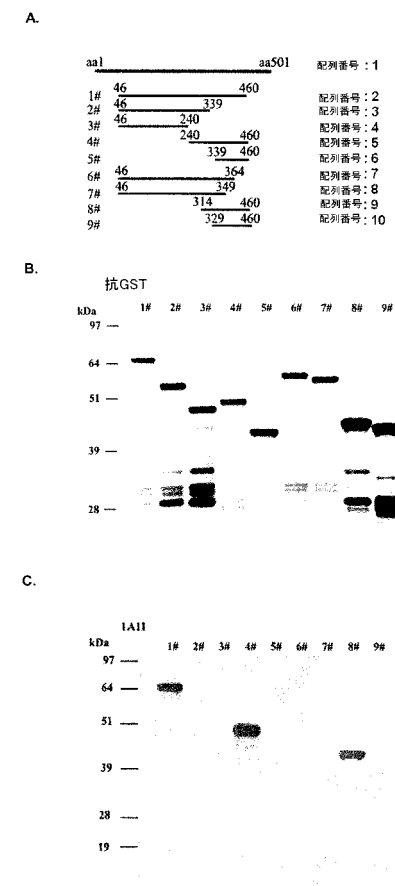 A.
aa1 aa501 配列番号 : 1
1# 46 460 配列番号 : 2
2# 46 339 配列番号 : 3
3# 46 240 配列番号 : 4
4# 240 460 配列番号 : 5
5# 339 460 配列番号 : 6
6# 46 364 配列番号 : 7
7# 46 349 配列番号 : 8
8# 314 460 配列番号 : 9
9# 329 460 配列番号 : 10
B.
抗GST
kDa 1# 2# 3# 4# 5# 6# 7# 8# 9#
97
64
51
39
28
C.
1A11
kDa 1# 2# 3# 4# 5# 6# 7# 8# 9#
97
64
51
39
28
19